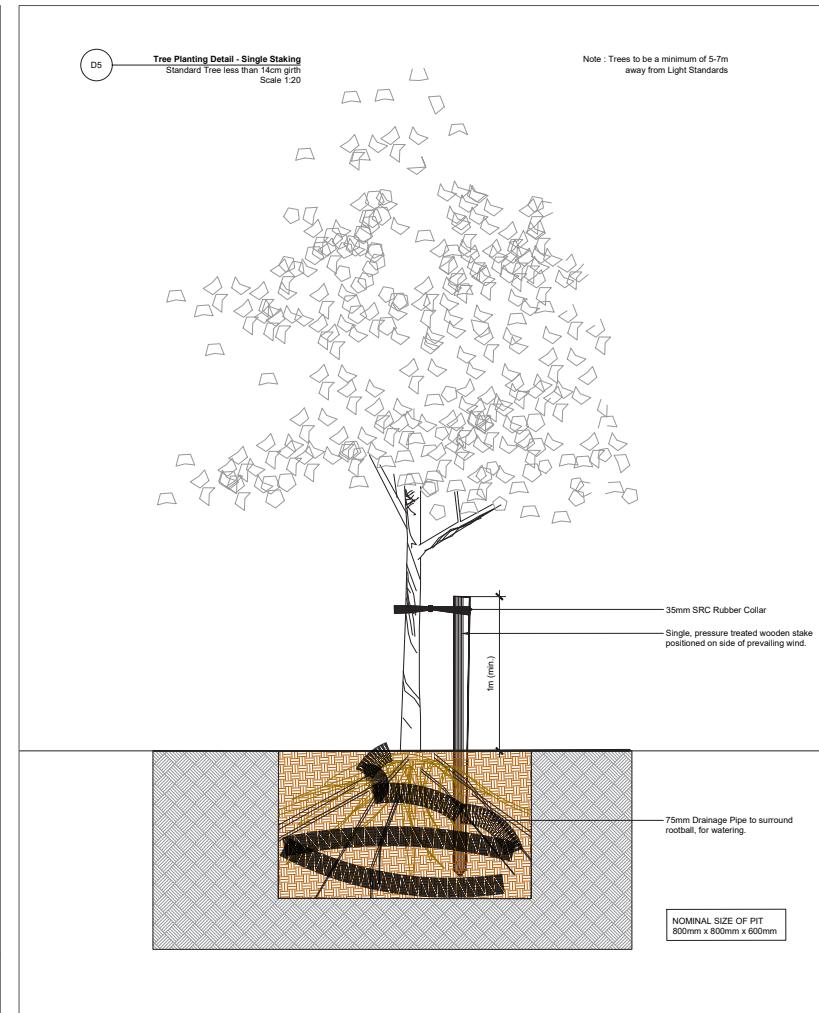 D5
Tree Planting Detail - Single Staking
Standard Tree less than 14cm girth
Scale 1:20
Note : Trees to be a minimum of 5-7m
away from Light Standards
35mm SRC Rubber Collar
Single, pressure treated wooden stake
positioned on side of prevailing wind.
1m (min.)
75mm Drainage Pipe to surround
rootball, for watering.
NOMINAL SIZE OF PIT
800mm x 800mm x 600mm